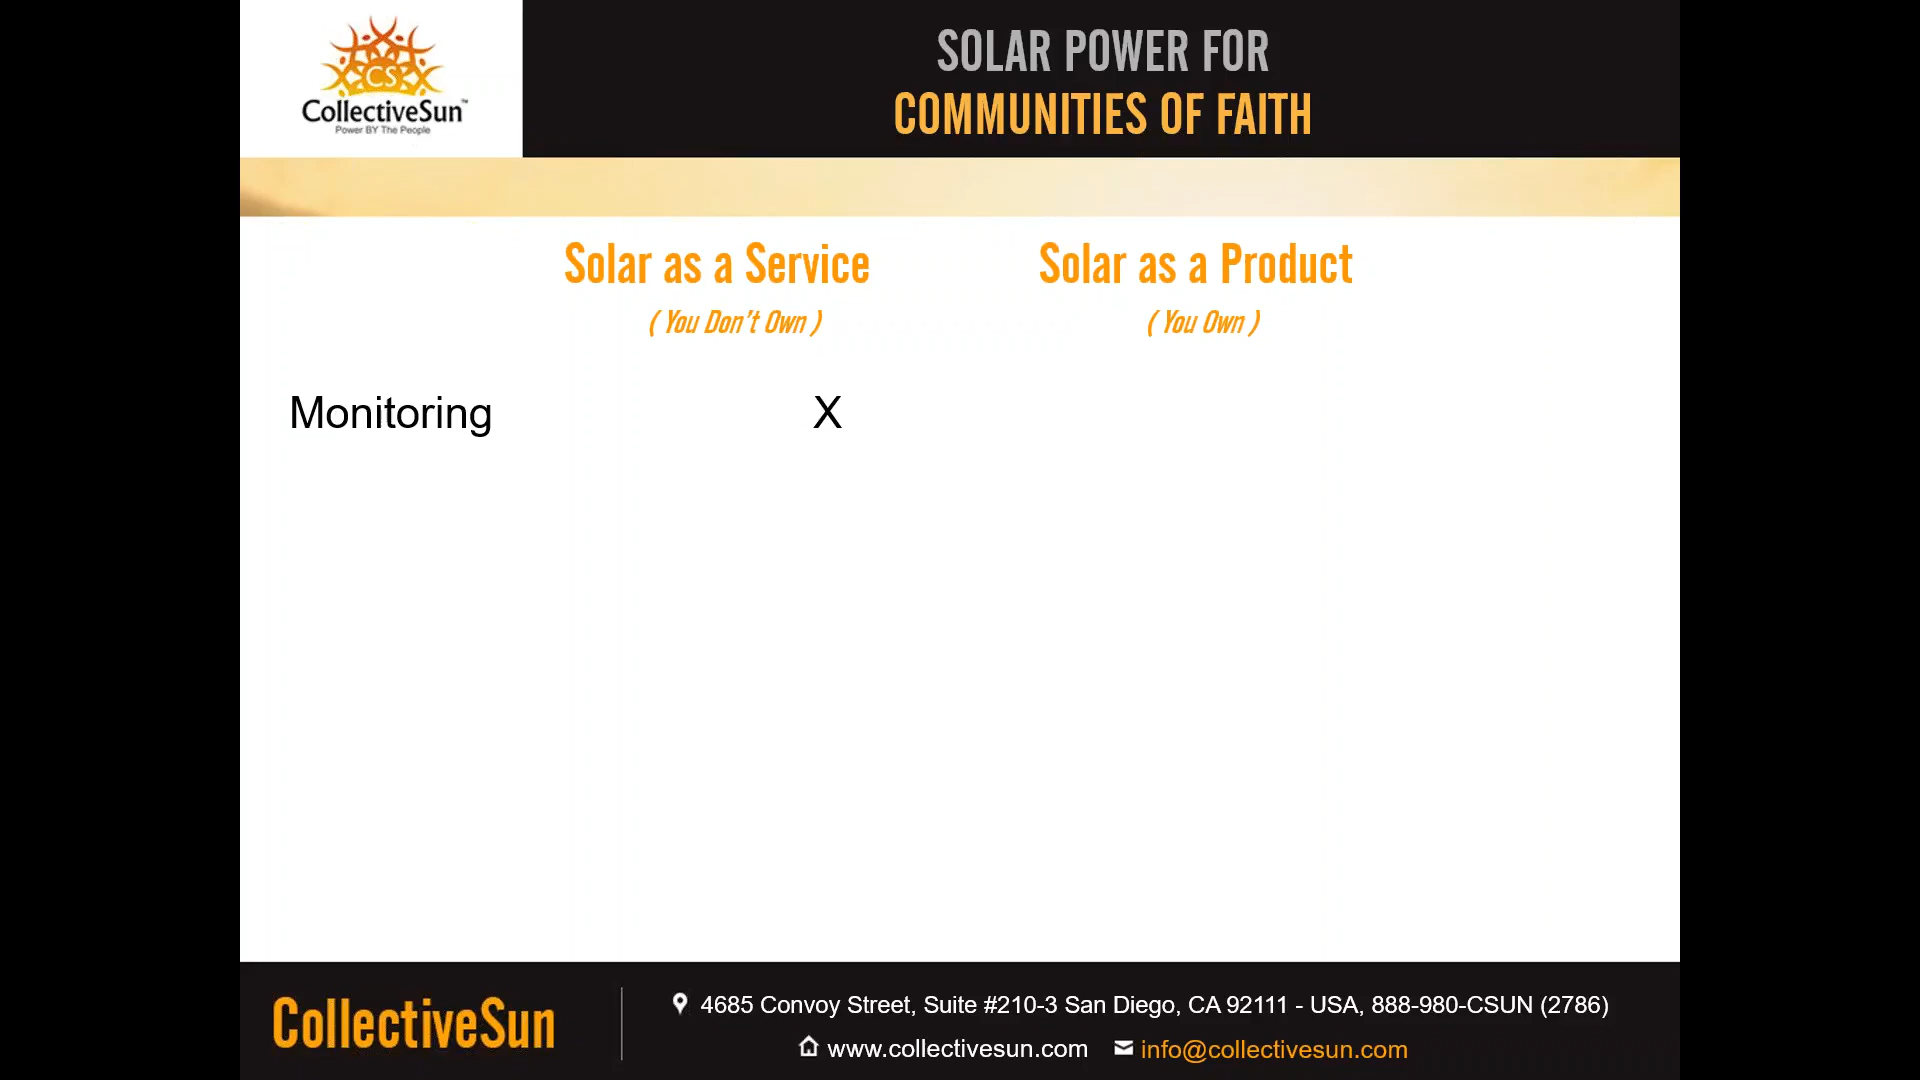 CS
CollectiveSun™
Power BY The People
SOLAR POWER FOR
COMMUNITIES OF FAITH
Solar as a Service
( You Don't Own )
Solar as a Product
( You Own )
Monitoring X
CollectiveSun
4685 Convoy Street, Suite #210-3 San Diego, CA 92111 - USA, 888-980-CSUN (2786)
www.collectivesun.com info@collectivesun.com